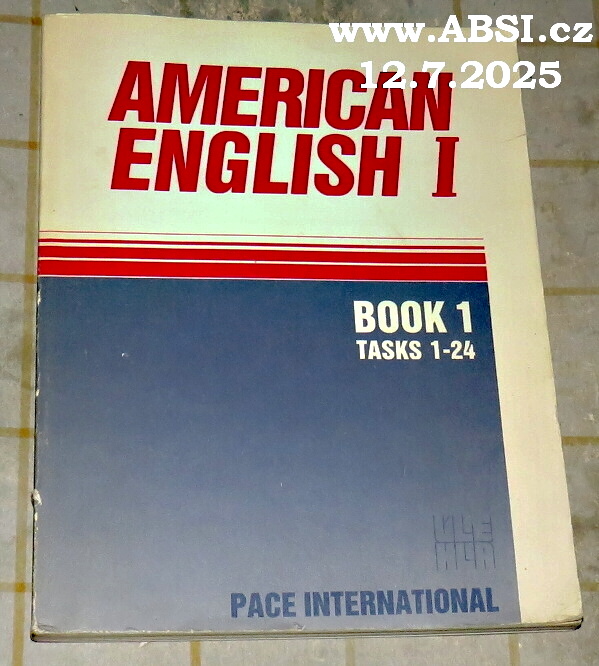 www.ABSI.cz
12.7.2025
AMERICAN
ENGLISH I
BOOK 1
TASKS 1-24
PACE INTERNATIONAL